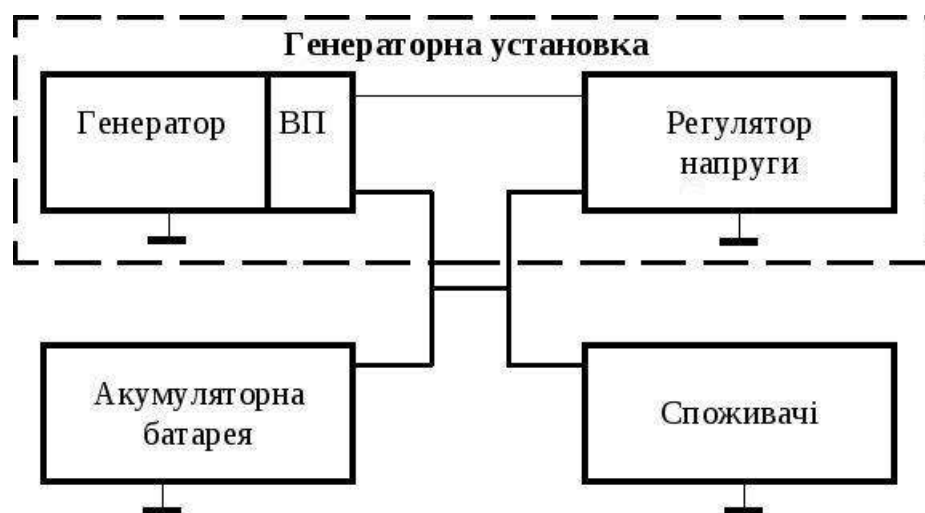 Генераторна установка
Генератор
ВП
Регулятор
напруги
Акумуляторна
батарея
Споживачі